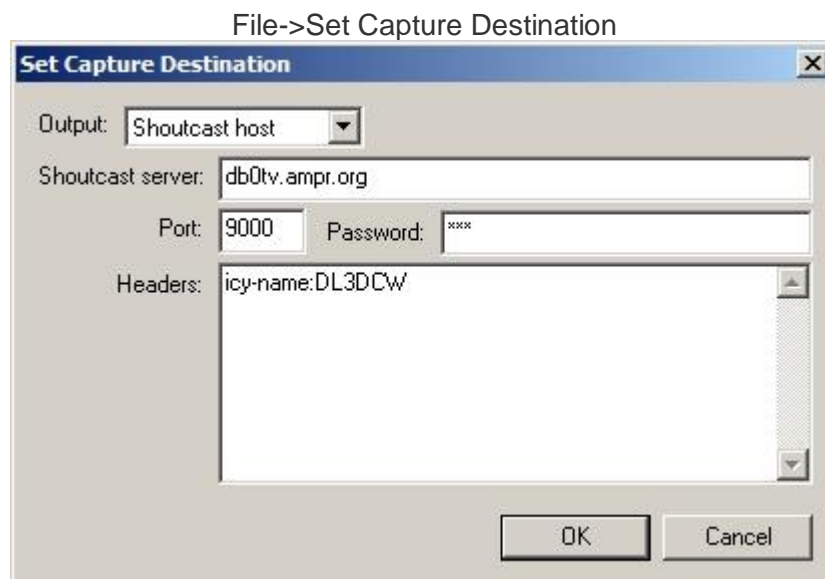 File->Set Capture Destination
Set Capture Destination
Output: Shoutcast host
Shoutcast server: db0tv.ampr.org
Port: 9000 Password: ***
Headers: icy-name:DL3DCW
OK Cancel